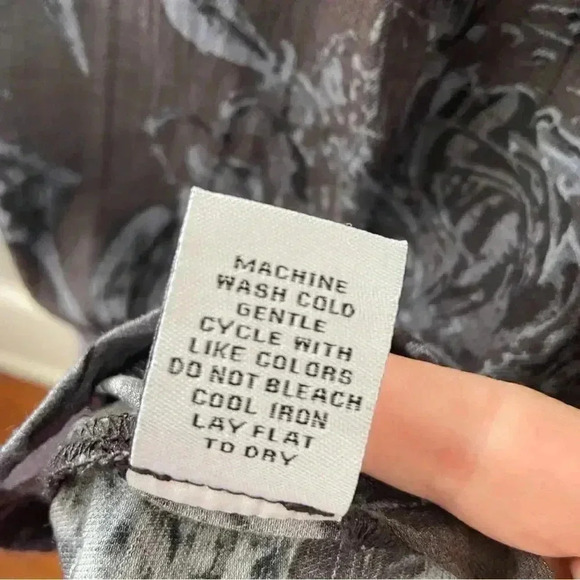 MACHINE
WASH COLD
GENTLE
CYCLE WITH
LIKE COLORS
DO NOT BLEACH
COOL IRON
LAY FLAT
TO DRY